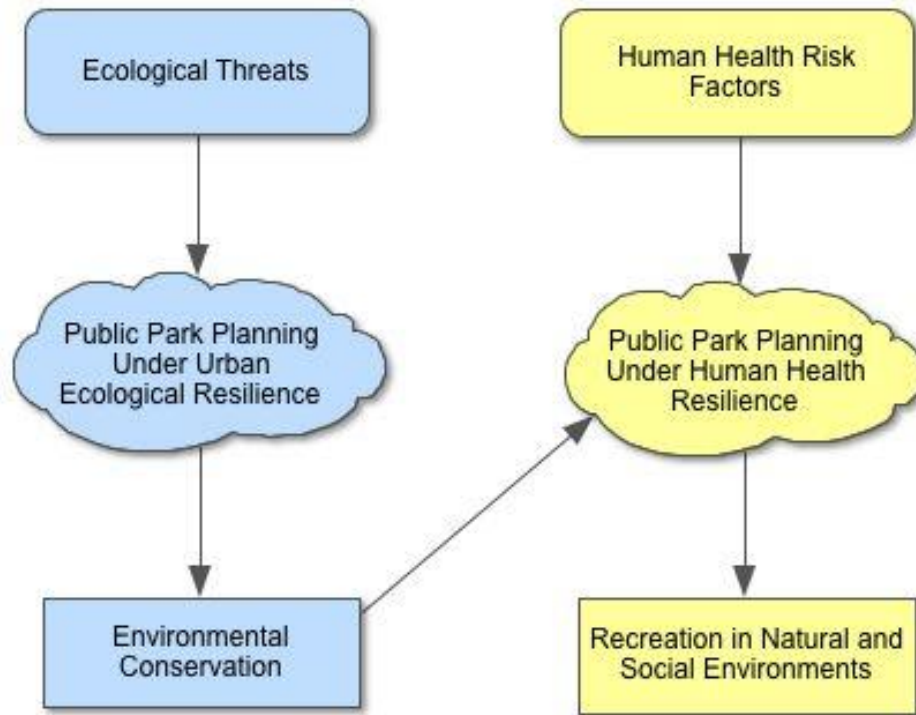 Ecological Threats
Human Health Risk
Factors
Public Park Planning
Under Urban
Ecological Resilience
Public Park Planning
Under Human Health
Resilience
Environmental
Conservation
Recreation in Natural and
Social Environments